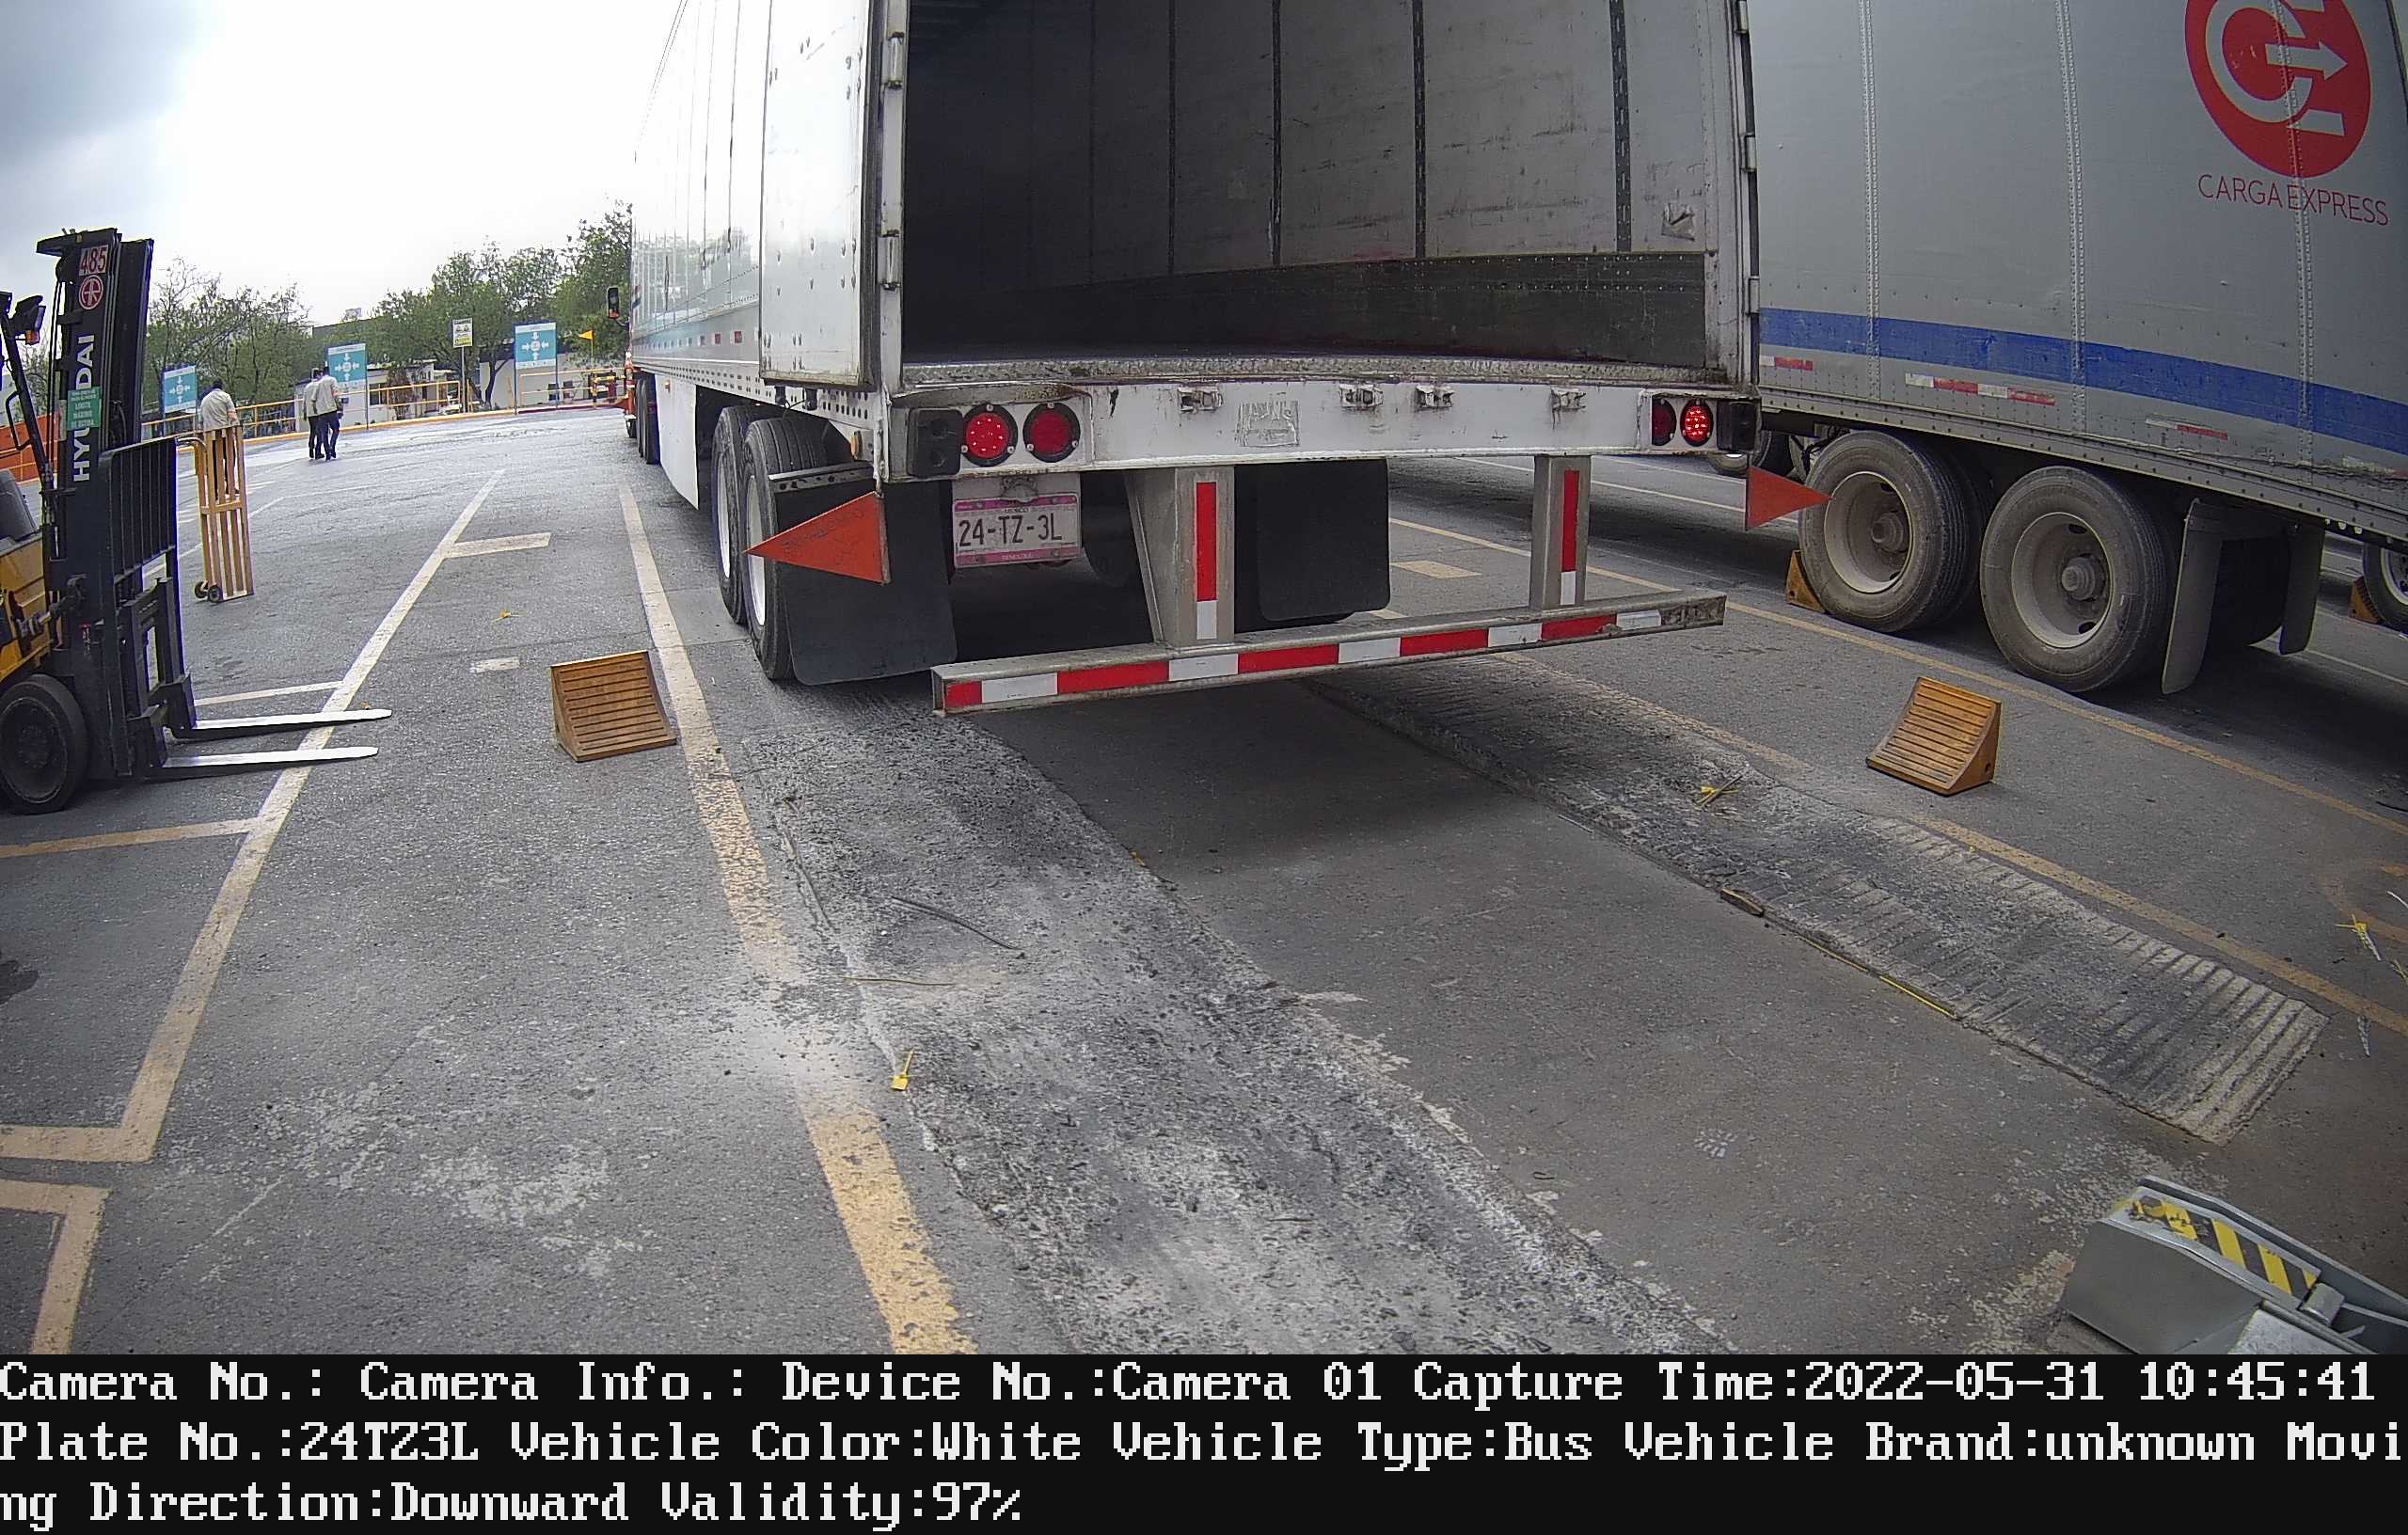 485
HYUNDAI
CARGA EXPRESS
24-TZ-3L
Camera No.: Camera Info.: Device No.:Camera 01 Capture Time:2022-05-31 10:45:41
Plate No.:24TZ3L Vehicle Color:White Vehicle Type:Bus Vehicle Brand:unknown Movi
ng Direction:Downward Validity:97%